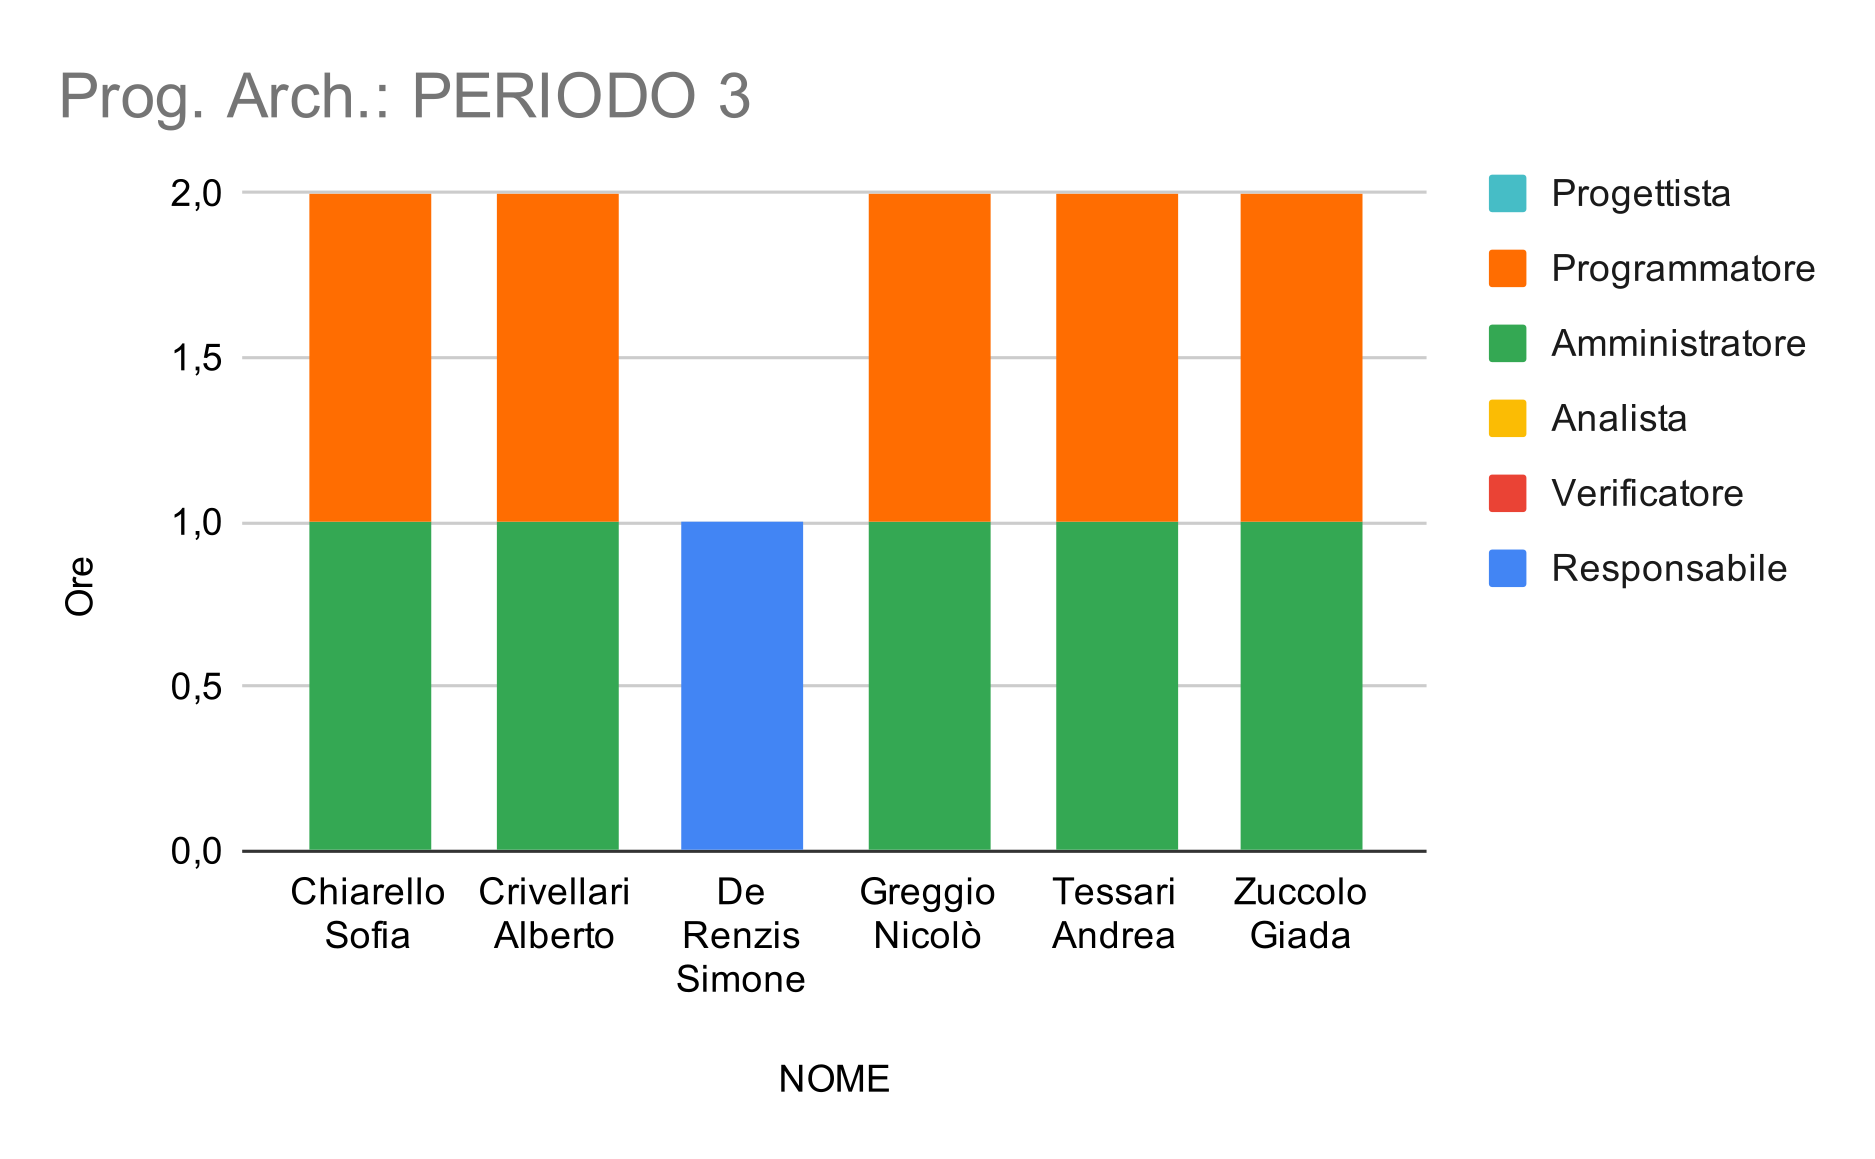 Prog. Arch.: PERIODO 3
2,0
1,5
1,0
0,5
0,0
Ore
Chiarello
Sofia
Crivellari
Alberto
De
Renzis
Simone
Greggio
Nicolò
Tessari
Andrea
Zuccolo
Giada
NOME
Progettista
Programmatore
Amministratore
Analista
Verificatore
Responsabile